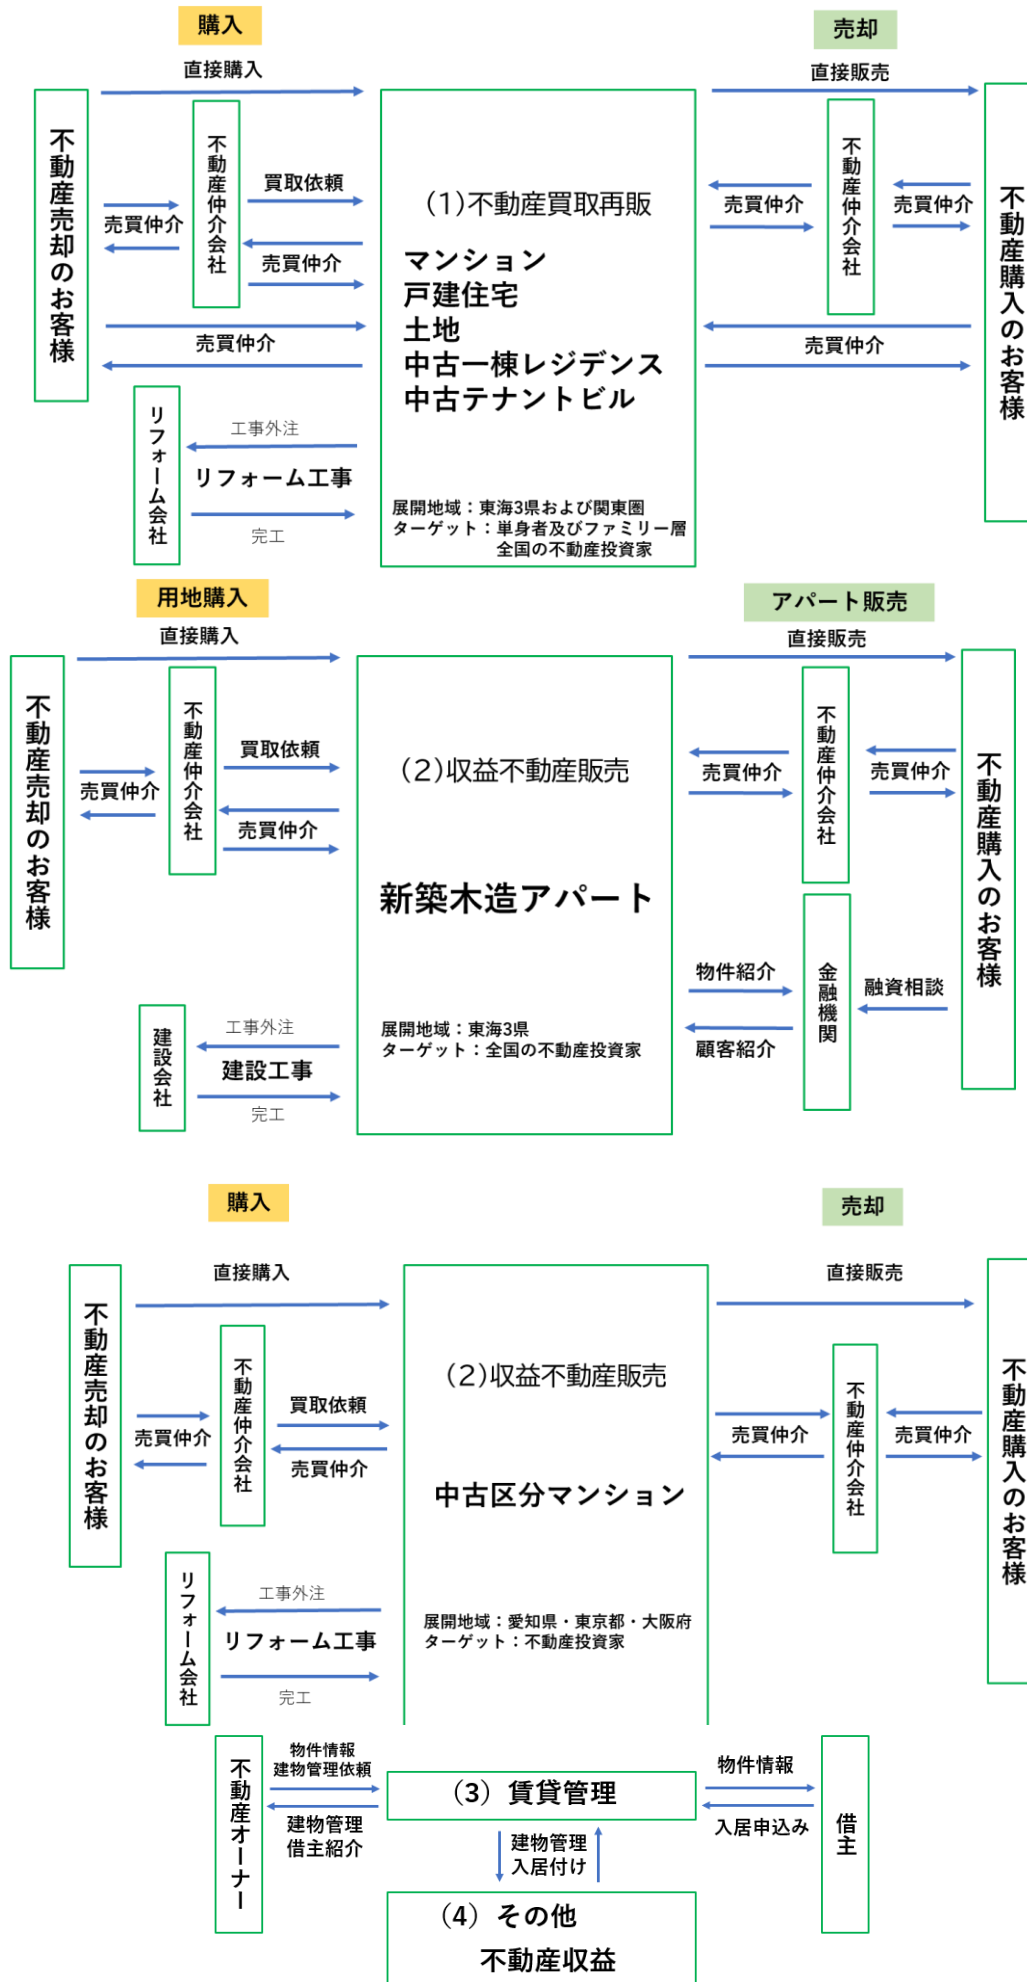 購入
売却
直接購入
直接販売
不動産売却のお客様
不動産仲介会社
売買仲介
買取依頼
売買仲介
売買仲介
(1)不動産買取再販
マンション
戸建住宅
土地
中古一棟レジデンス
中古テナントビル
展開地域：東海3県および関東圏
ターゲット：単身者及びファミリー層
全国の不動産投資家
リフォーム会社
工事外注
リフォーム工事
完工
売買仲介
不動産仲介会社
売買仲介
売買仲介
不動産購入のお客様
用地購入
アパート販売
直接購入
直接販売
不動産売却のお客様
不動産仲介会社
売買仲介
買取依頼
売買仲介
(2)収益不動産販売
新築木造アパート
展開地域：東海3県
ターゲット：全国の不動産投資家
建設会社
工事外注
建設工事
完工
売買仲介
不動産仲介会社
売買仲介
物件紹介
顧客紹介
金融機関
融資相談
不動産購入のお客様
購入
売却
直接購入
直接販売
不動産売却のお客様
不動産仲介会社
売買仲介
買取依頼
売買仲介
(2)収益不動産販売
中古区分マンション
展開地域：愛知県・東京都・大阪府
ターゲット：不動産投資家
リフォーム会社
工事外注
リフォーム工事
完工
売買仲介
不動産仲介会社
売買仲介
不動産購入のお客様
不動産オーナー
物件情報
建物管理依頼
建物管理
借主紹介
(3) 賃貸管理
物件情報
入居申込み
借主
建物管理
入居付け
(4) その他
不動産収益